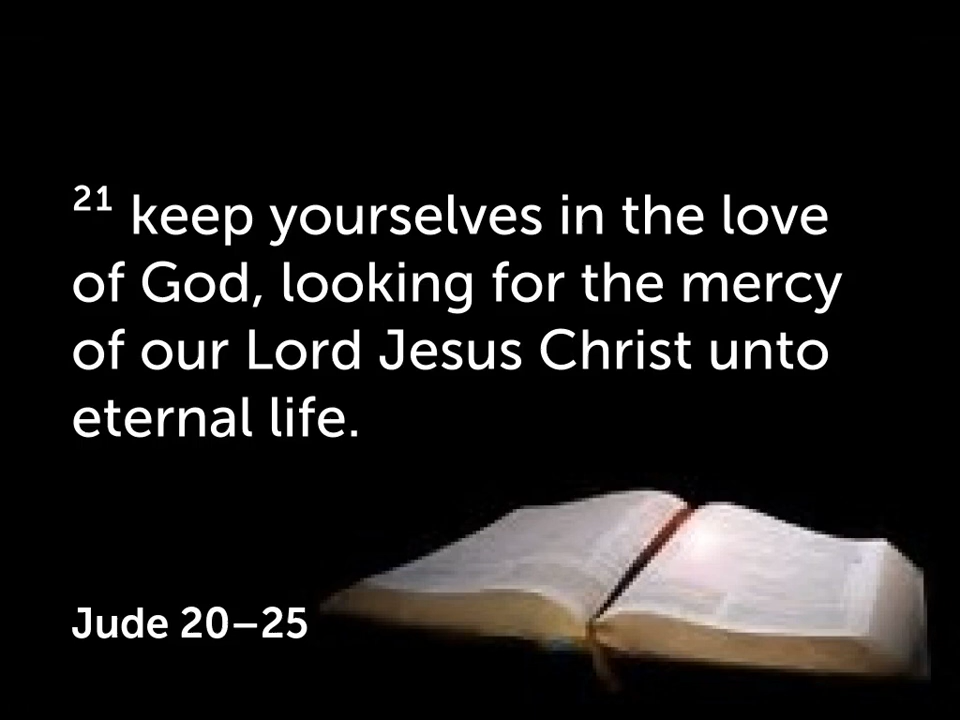 21 keep yourselves in the love
of God, looking for the mercy
of our Lord Jesus Christ unto
eternal life.
Jude 20–25